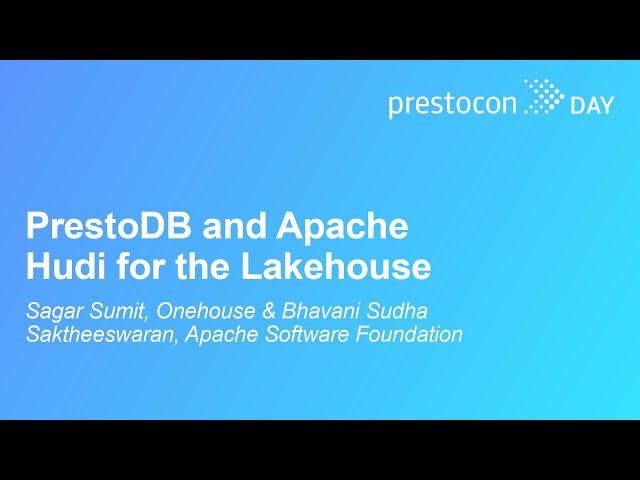 prestocon DAY
PrestoDB and Apache
Hudi for the Lakehouse
Sagar Sumit, Onehouse & Bhavani Sudha
Saktheeswaran, Apache Software Foundation